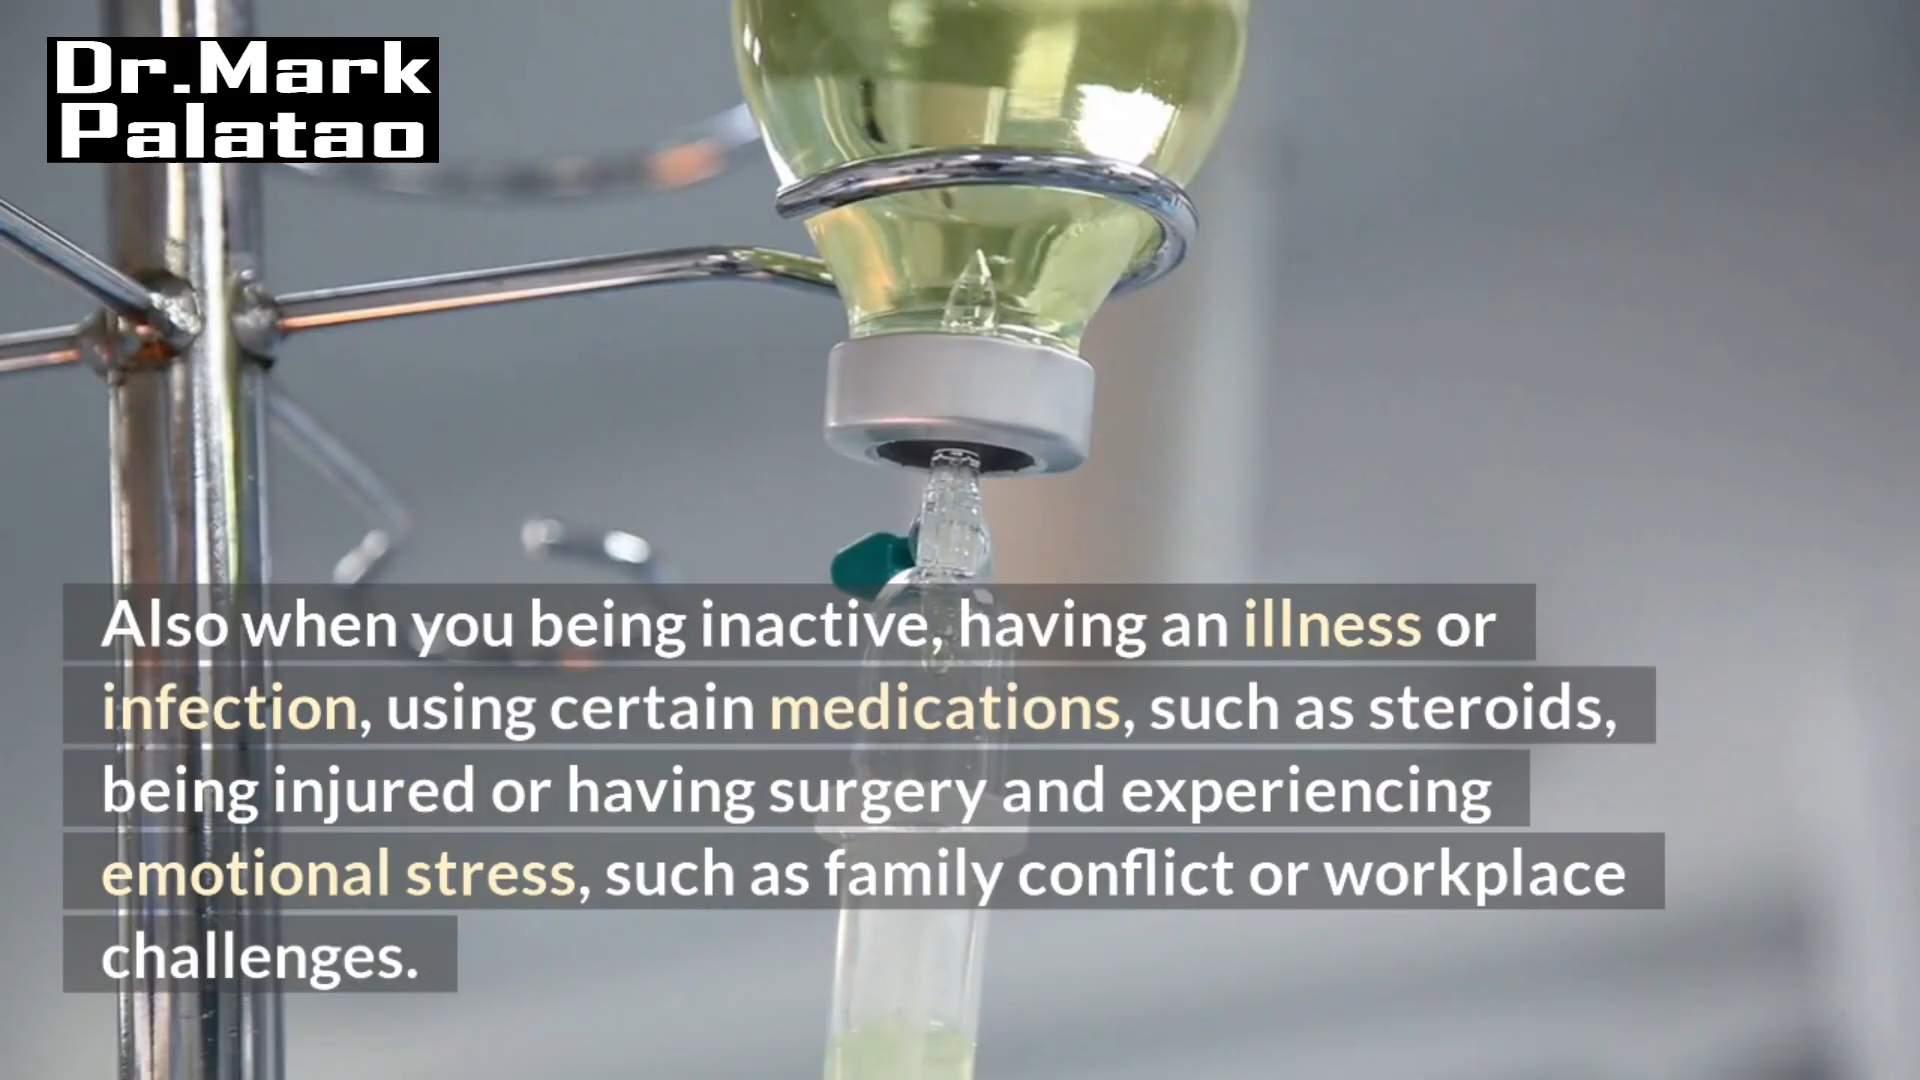 Dr.Mark
Palatao
Also when you being inactive, having an illness or
infection, using certain medications, such as steroids,
being injured or having surgery and experiencing
emotional stress, such as family conflict or workplace
challenges.